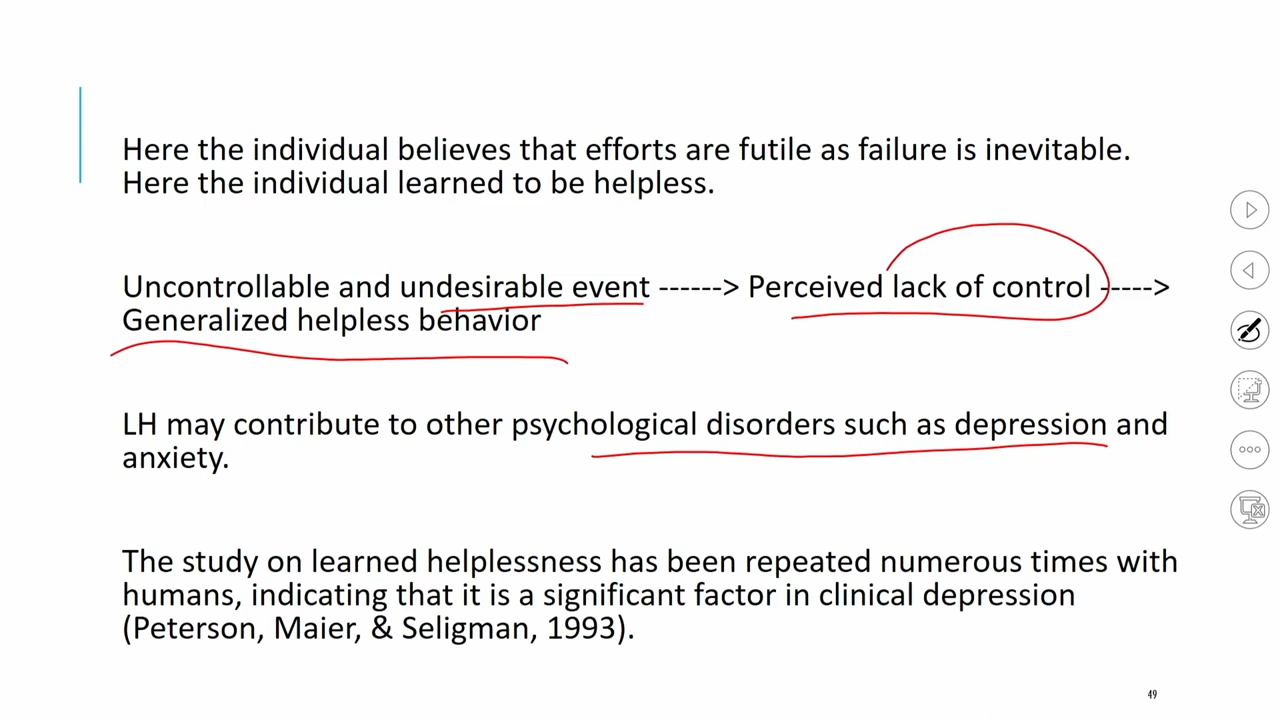 Here the individual believes that efforts are futile as failure is inevitable.
Here the individual learned to be helpless.
Uncontrollable and undesirable event ------> Perceived lack of control ----->
Generalized helpless behavior
LH may contribute to other psychological disorders such as depression and
anxiety.
The study on learned helplessness has been repeated numerous times with
humans, indicating that it is a significant factor in clinical depression
(Peterson, Maier, & Seligman, 1993).
49